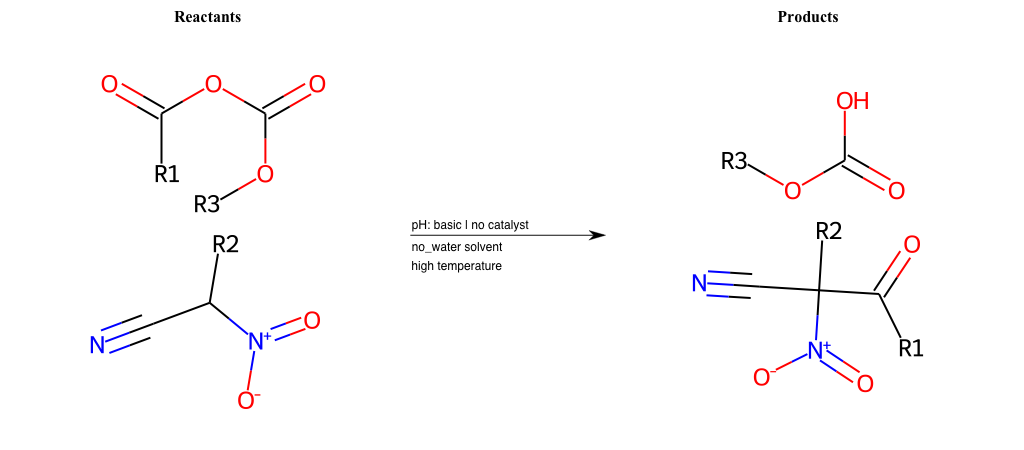 Reactants
Products
O
O
O
OH
R1
O
R3
R3
O
O
R2
R2
O
pH: basic | no catalyst
no_water solvent
high temperature
N
N
O
N+
N+
R1
O-
O-
O